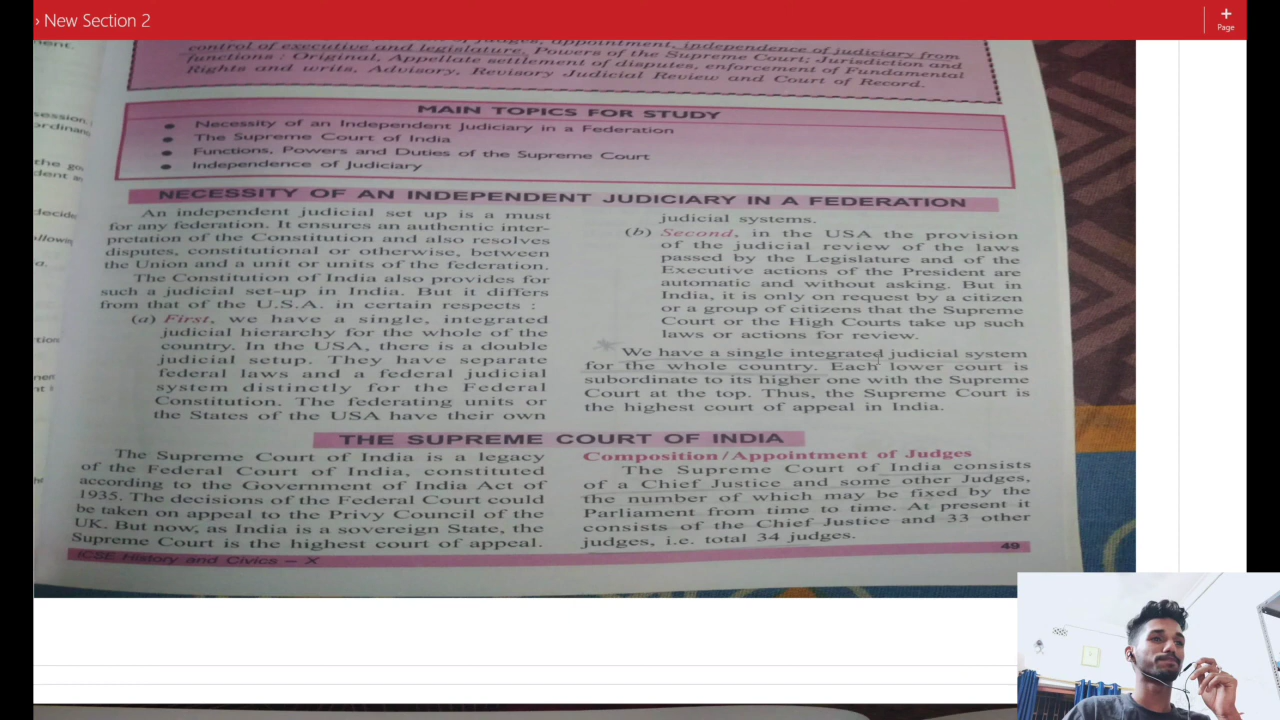 › New Section 2
+
Page
control of executive and legislature, Powers of the Supreme Court; Jurisdiction and
functions : Original, Appellate settlement of disputes, enforcement of Fundamental
Rights and writs, Advisory, Revisory Judicial Review and Court of Record.
MAIN TOPICS FOR STUDY
● Necessity of an Independent Judiciary in a Federation
● The Supreme Court of India
● Functions, Powers and Duties of the Supreme Court
● Independence of Judiciary
NECESSITY OF AN INDEPENDENT JUDICIARY IN A FEDERATION
An independent judicial set up is a must
for any federation. It ensures an authentic inter-
pretation of the Constitution and also resolves
disputes, constitutional or otherwise, between
the Union and a unit or units of the federation.
The Constitution of India also provides for
such a judicial set-up in India. But it differs
from that of the U.S.A. in certain respects :
(a) First, we have a single, integrated
judicial hierarchy for the whole of the
country. In the USA, there is a double
judicial setup. They have separate
federal laws and a federal judicial
system distinctly for the Federal
Constitution. The federating units or
the States of the USA have their own
judicial systems.
(b) Second, in the USA the provision
of the judicial review of the laws
passed by the Legislature and of the
Executive actions of the President are
automatic and without asking. But in
India, it is only on request by a citizen
or a group of citizens that the Supreme
Court or the High Courts take up such
laws or actions for review.
We have a single integrated judicial system
for the whole country. Each lower court is
subordinate to its higher one with the Supreme
Court at the top. Thus, the Supreme Court is
the highest court of appeal in India.
THE SUPREME COURT OF INDIA
The Supreme Court of India is a legacy
of the Federal Court of India, constituted
according to the Government of India Act of
1935. The decisions of the Federal Court could
be taken on appeal to the Privy Council of the
UK. But now, as India is a sovereign State, the
Supreme Court is the highest court of appeal.
Composition/Appointment of Judges
The Supreme Court of India consists
of a Chief Justice and some other Judges,
the number of which may be fixed by the
Parliament from time to time. At present it
consists of the Chief Justice and 33 other
judges, i.e. total 34 judges.
ICSE History and Civics – X
49